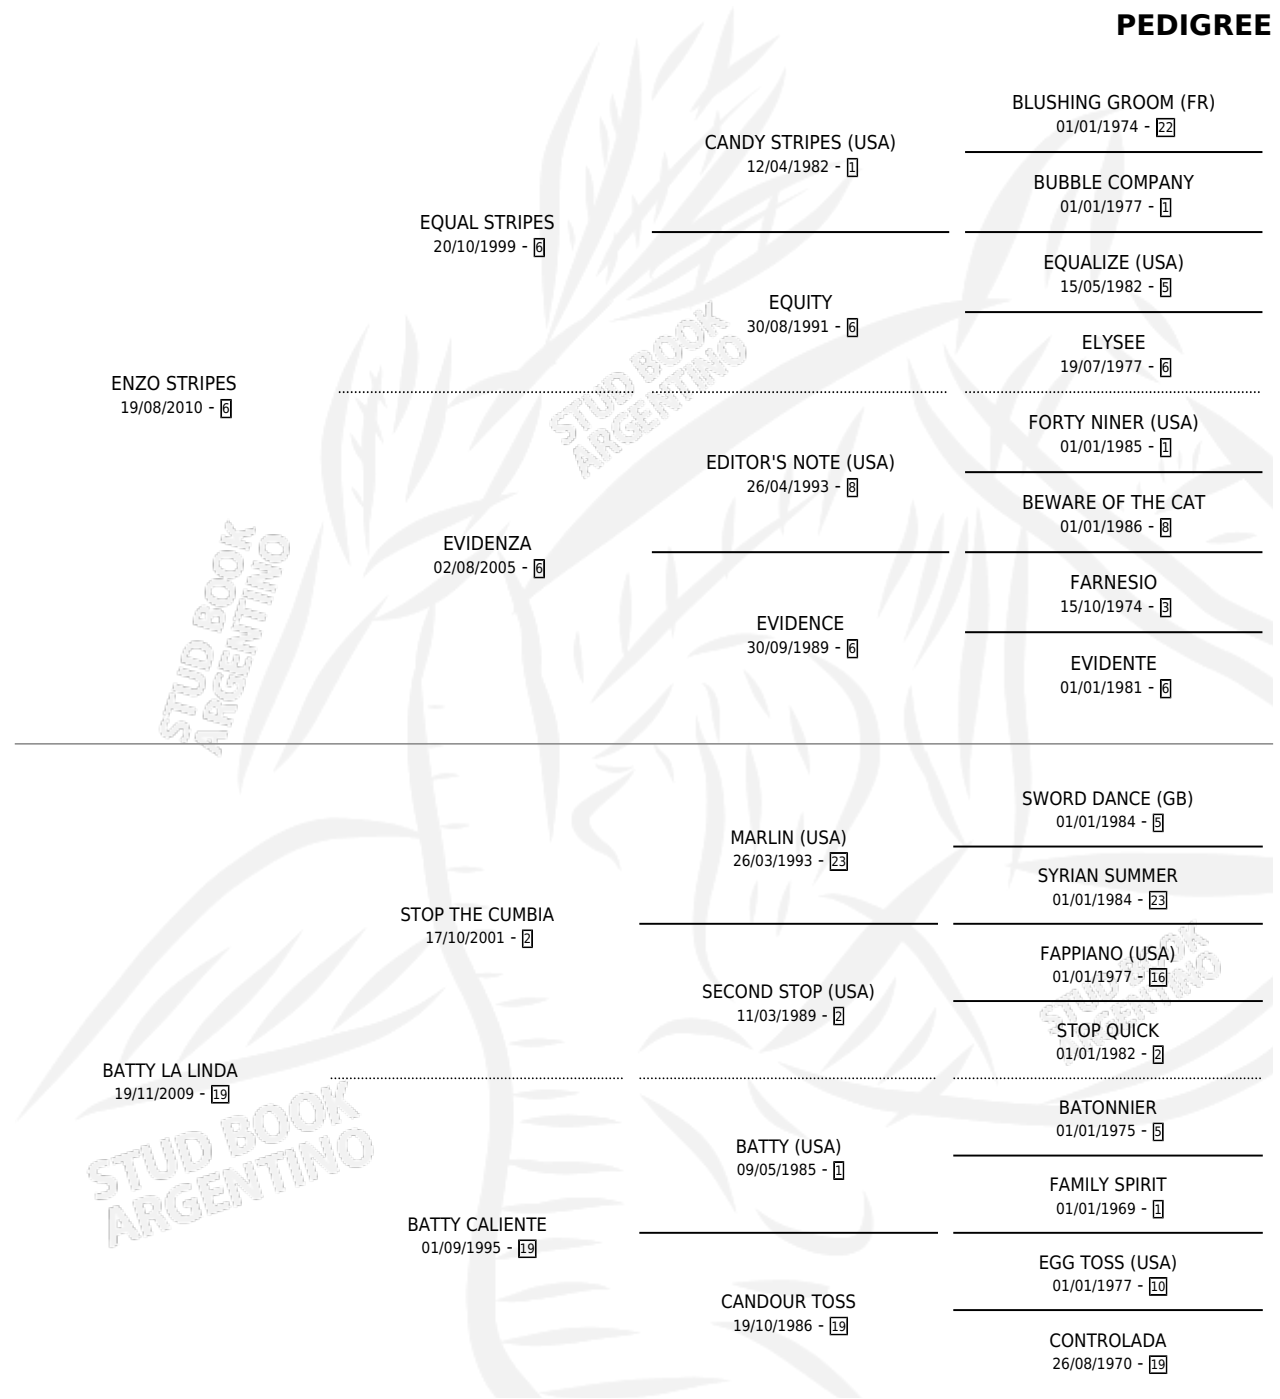 PEDIGREE
BLUSHING GROOM (FR)
01/01/1974 - 22
CANDY STRIPES (USA)
12/04/1982 - 1
BUBBLE COMPANY
01/01/1977 - 1
EQUAL STRIPES
20/10/1999 - 6
EQUALIZE (USA)
15/05/1982 - 5
EQUITY
30/08/1991 - 6
ELYSEE
19/07/1977 - 6
ENZO STRIPES
19/08/2010 - 6
FORTY NINER (USA)
01/01/1985 - 1
EDITOR'S NOTE (USA)
26/04/1993 - 8
BEWARE OF THE CAT
01/01/1986 - 8
EVIDENZA
02/08/2005 - 6
FARNESIO
15/10/1974 - 3
EVIDENCE
30/09/1989 - 6
EVIDENTE
01/01/1981 - 6
SWORD DANCE (GB)
01/01/1984 - 5
MARLIN (USA)
26/03/1993 - 23
SYRIAN SUMMER
01/01/1984 - 23
STOP THE CUMBIA
17/10/2001 - 2
FAPPIANO (USA)
01/01/1977 - 16
SECOND STOP (USA)
11/03/1989 - 2
STOP QUICK
01/01/1982 - 2
BATTY LA LINDA
19/11/2009 - 19
BATONNIER
01/01/1975 - 5
BATTY (USA)
09/05/1985 - 1
FAMILY SPIRIT
01/01/1969 - 1
BATTY CALIENTE
01/09/1995 - 19
EGG TOSS (USA)
01/01/1977 - 10
CANDOUR TOSS
19/10/1986 - 19
CONTROLADA
26/08/1970 - 19
STUD BOOK
ARGENTINO
STUD BOOK
ARGENTINO
STUD BOOK
ARGENTINO
STUD BOOK
ARGENTINO